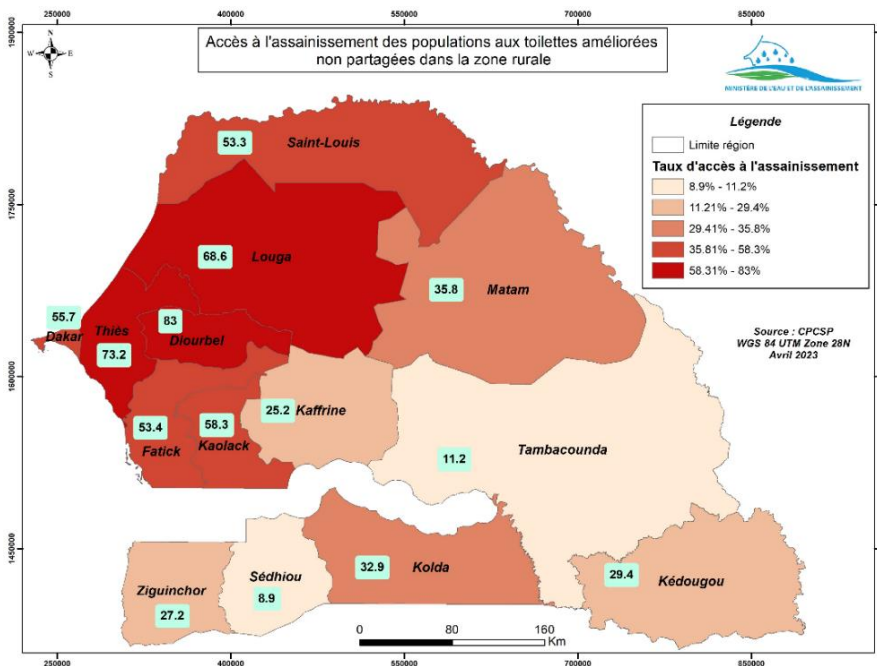 250000 400000 550000 700000 850000
1900000
1750000
1600000
1450000
N
W E
S
Accès à l'assainissement des populations aux toilettes améliorées
non partagées dans la zone rurale
MINISTÈRE DE L'EAU ET DE L'ASSAINISSEMENT
Légende
Limite région
Taux d'accès à l'assainissement
8.9% - 11.2%
11.21% - 29.4%
29.41% - 35.8%
35.81% - 58.3%
58.31% - 83%
Source : CPCSP
WGS 84 UTM Zone 28N
Avril 2023
53.3 Saint-Louis
68.6 Louga
35.8 Matam
55.7
Dakar
Thiès
73.2
83
Diourbel
25.2 Kaffrine
53.4
Fatick
58.3
Kaolack
11.2 Tambacounda
Ziguinchor
27.2
Sédhiou
8.9
32.9 Kolda
29.4 Kédougou
0 80 160
Km
250000 400000 550000 700000 850000